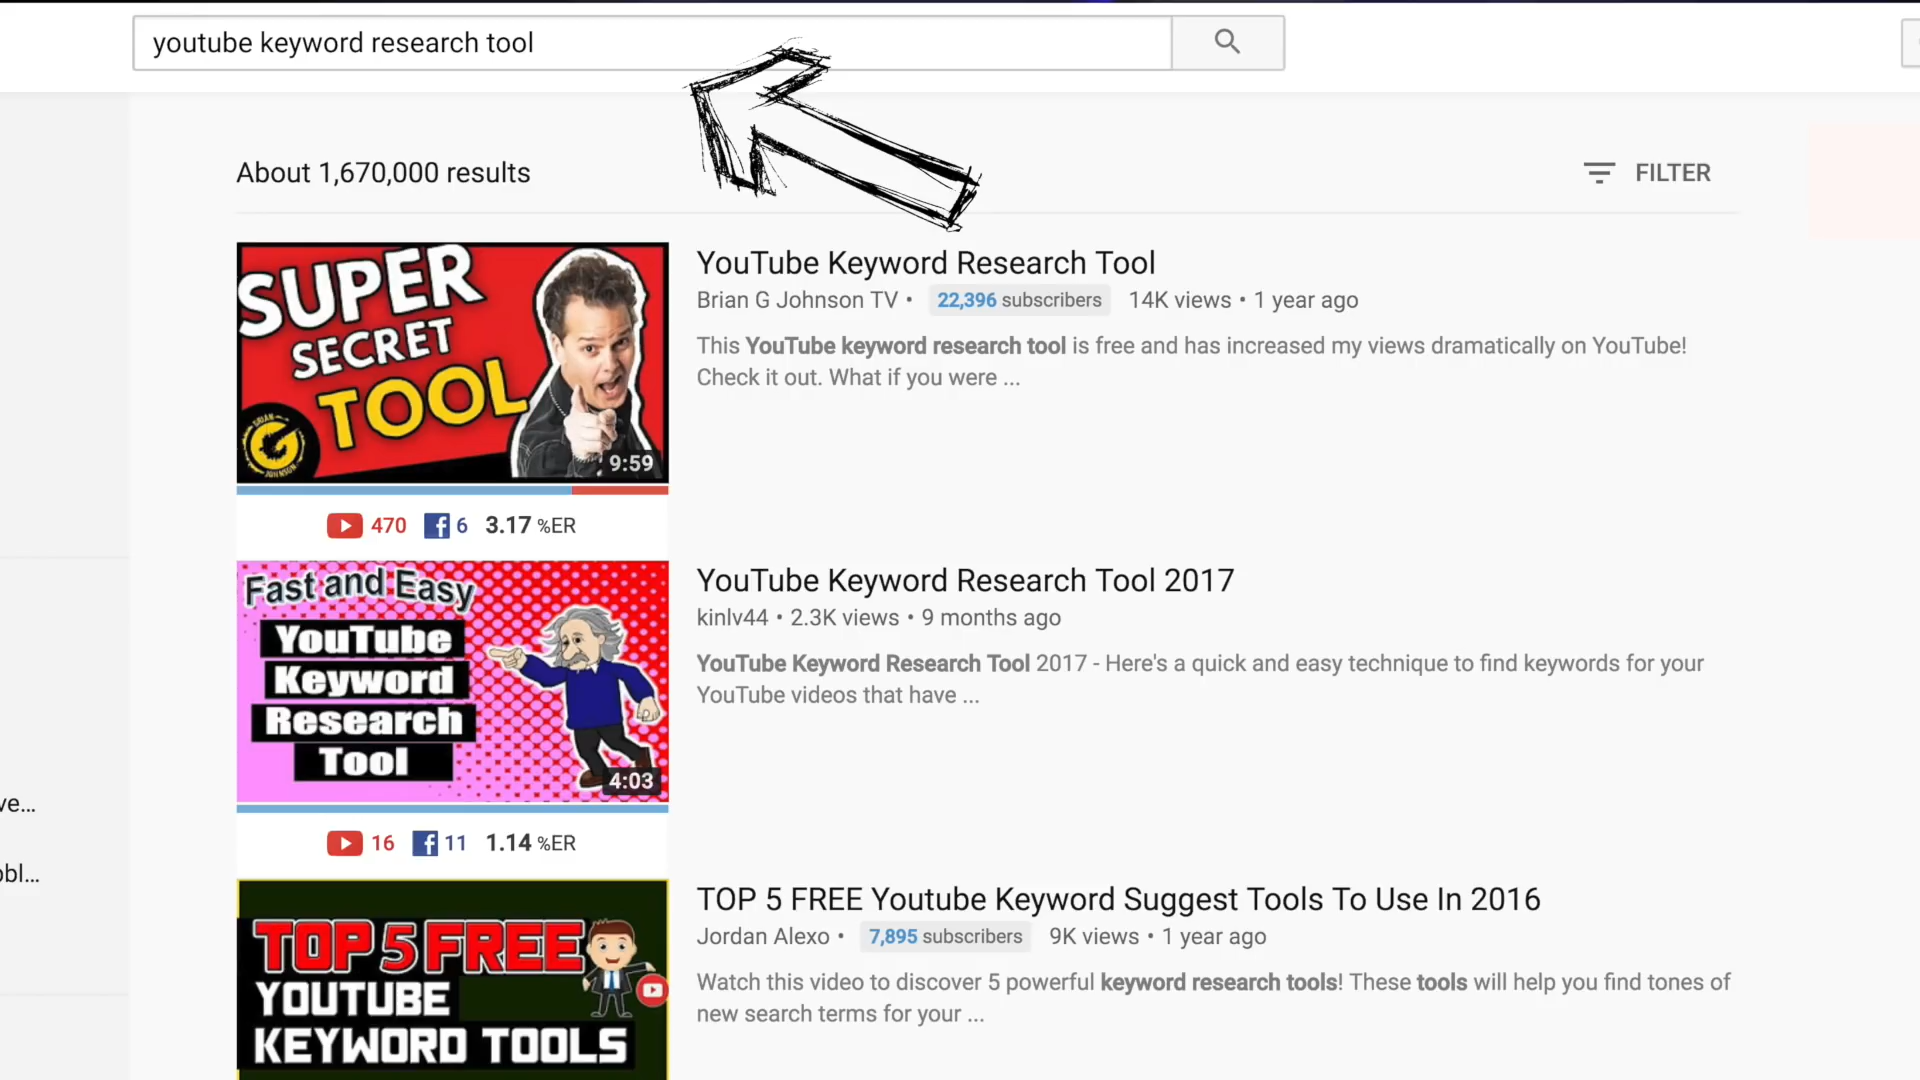 youtube keyword research tool
About 1,670,000 results
FILTER
SUPER
SECRET
TOOL
BRIAN
G
JOHNSON
9:59
YouTube Keyword Research Tool
Brian G Johnson TV • 22,396 subscribers 14K views • 1 year ago
This YouTube keyword research tool is free and has increased my views dramatically on YouTube!
Check it out. What if you were ...
470 f 6 3.17 %ER
Fast and Easy
YouTube
Keyword
Research
Tool
4:03
YouTube Keyword Research Tool 2017
kinlv44 • 2.3K views • 9 months ago
YouTube Keyword Research Tool 2017 - Here's a quick and easy technique to find keywords for your
YouTube videos that have ...
16 f 11 1.14 %ER
ve...
bl...
TOP 5 FREE
YOUTUBE
KEYWORD TOOLS
TOP 5 FREE Youtube Keyword Suggest Tools To Use In 2016
Jordan Alexo • 7,895 subscribers 9K views • 1 year ago
Watch this video to discover 5 powerful keyword research tools! These tools will help you find tones of
new search terms for your ...